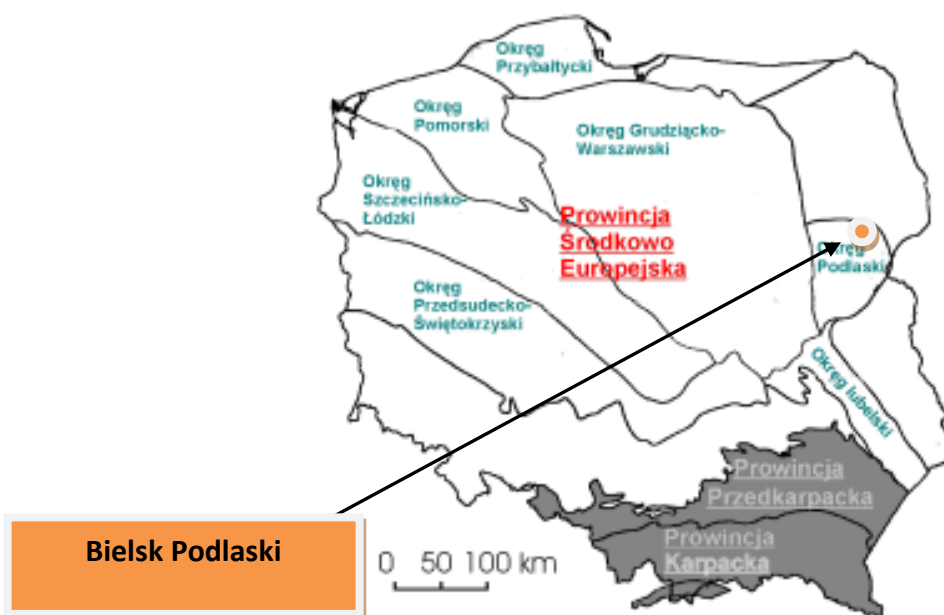 Okręg
Przybałtycki
Okręg
Pomorski
Okręg Grudziącko-
Warszawski
Okręg
Szczecińsko-
Łódzki
Prowincja
Środkowo
Europejska
Okręg
Podlaski
Okręg
Przedsudecko-
Świętokrzyski
Okręg lubelski
Prowincja
Przedkarpacka
Prowincja
Karpacka
Bielsk Podlaski
0 50 100 km